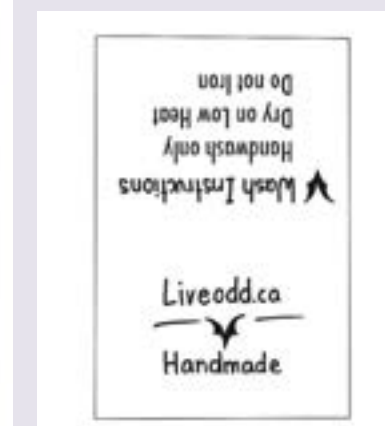 Wash Instructions
Handwash only
Dry on Low Heat
Do not Iron
Liveodd.ca
Handmade